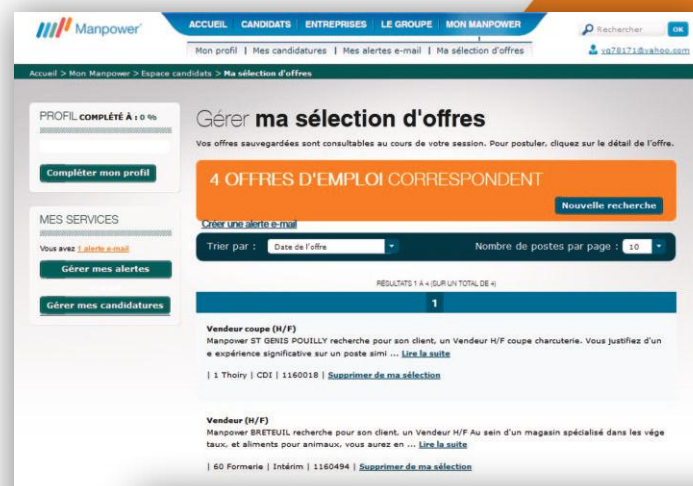 Manpower
ACCUEIL CANDIDATS ENTREPRISES LE GROUPE MON MANPOWER
Rechercher OK
Mon profil | Mes candidatures | Mes alertes e-mail | Ma sélection d'offres
va78171@yahoo.com
Accueil > Mon Manpower > Espace candidats > Ma sélection d'offres
PROFIL COMPLÉTÉ À : 0 %
Compléter mon profil
MES SERVICES
Vous avez 1 alerte e-mail
Gérer mes alertes
Gérer mes candidatures
Gérer ma sélection d'offres
Vos offres sauvegardées sont consultables au cours de votre session. Pour postuler, cliquez sur le détail de l'offre.
4 OFFRES D'EMPLOI CORRESPONDENT
Nouvelle recherche
Créer une alerte e-mail
Trier par : Date de l'offre Nombre de postes par page : 10
RÉSULTATS 1 À 4 (SUR UN TOTAL DE 4)
1
Vendeur coupe (H/F)
Manpower ST GENIS POUILLY recherche pour son client, un Vendeur H/F coupe charcuterie. Vous justifiez d'un
e expérience significative sur un poste simi ... Lire la suite
| 1 Thoiry | CDI | 1160018 | Supprimer de ma sélection
Vendeur (H/F)
Manpower BRETEUIL recherche pour son client, un Vendeur H/F Au sein d'un magasin spécialisé dans les vége
taux, et aliments pour animaux, vous aurez en ... Lire la suite
| 60 Formerie | Intérim | 1160494 | Supprimer de ma sélection